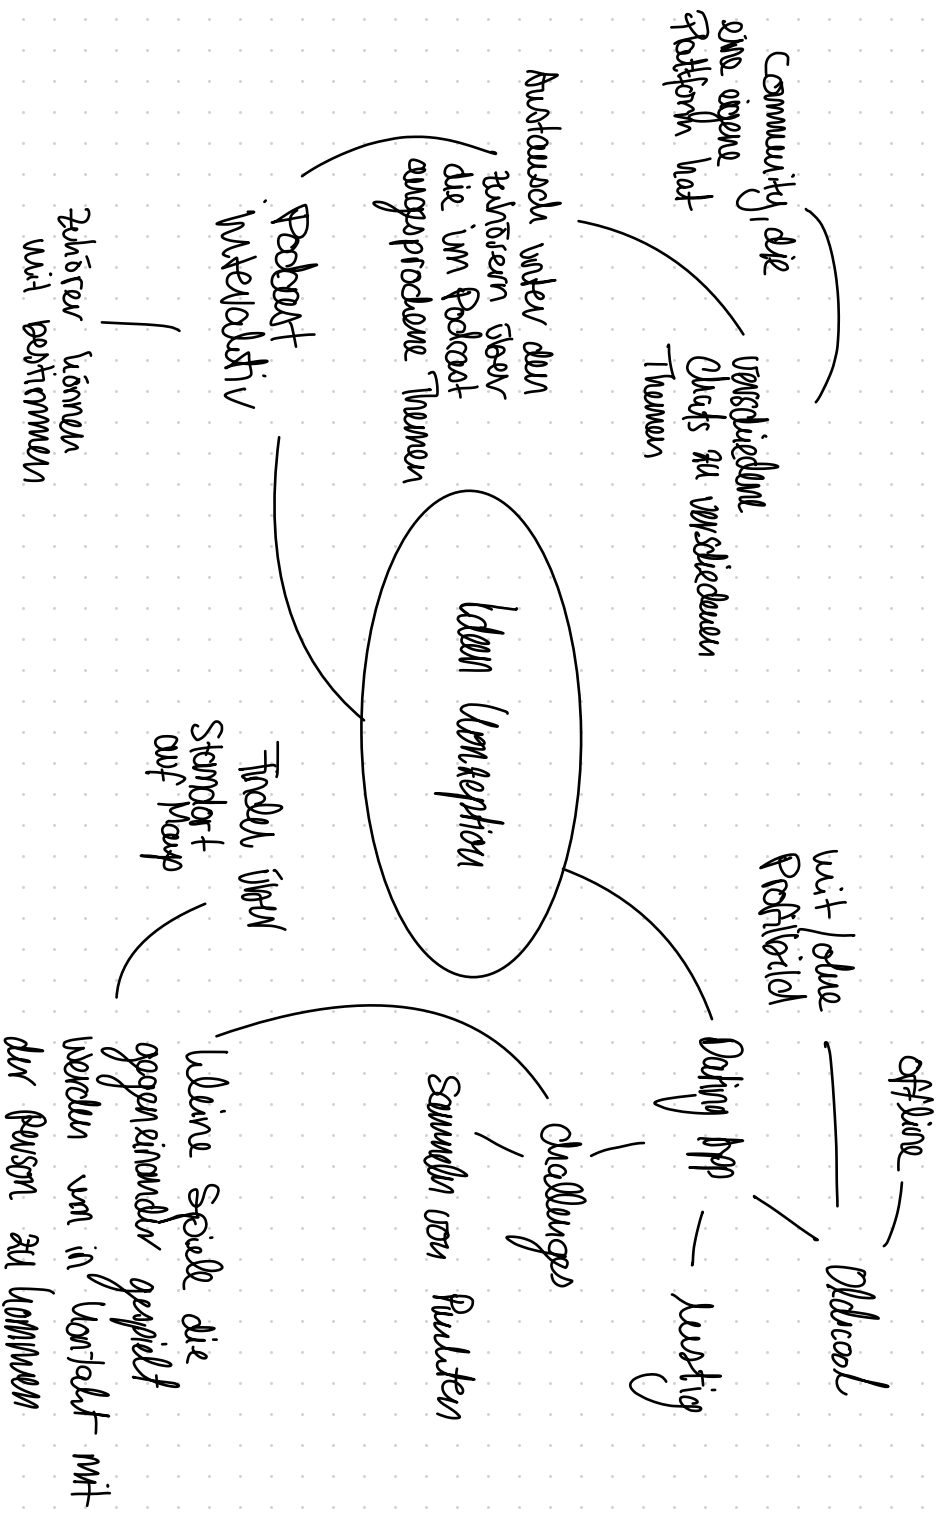 Community, die
eine eigene
Plattform hat
verschiedene
Chats zu verschiedenen
Themen
Austausch unter den
Zuhörern über
die im Podcast
angesprochene Themen
Podcast
interaktiv
Zuhörer können
mit bestimmen
Ideen Konzeption
offline
mit/ohne
Profilbild
Oldscool
Dating App
lustig
Challenges
Sammeln von Punkten
Tinder über
Standort
auf Map
kleine Spiele die
gegeneinander gespielt
werden um in Kontakt mit
der Person zu kommen